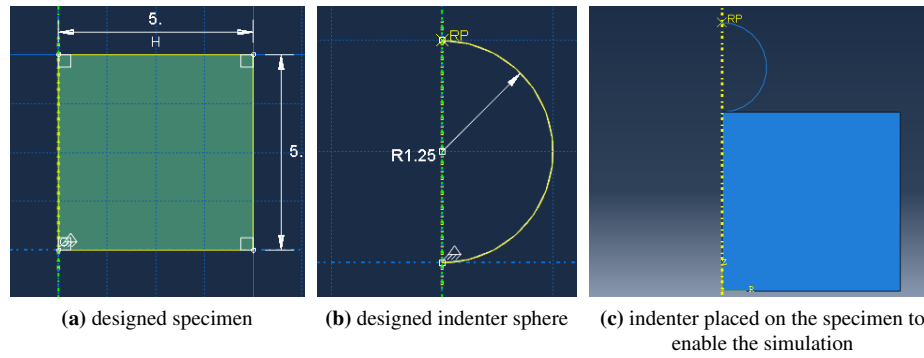 5.
H
5.
RP
R1.25
RP
R
(a) designed specimen
(b) designed indenter sphere
(c) indenter placed on the specimen to
enable the simulation